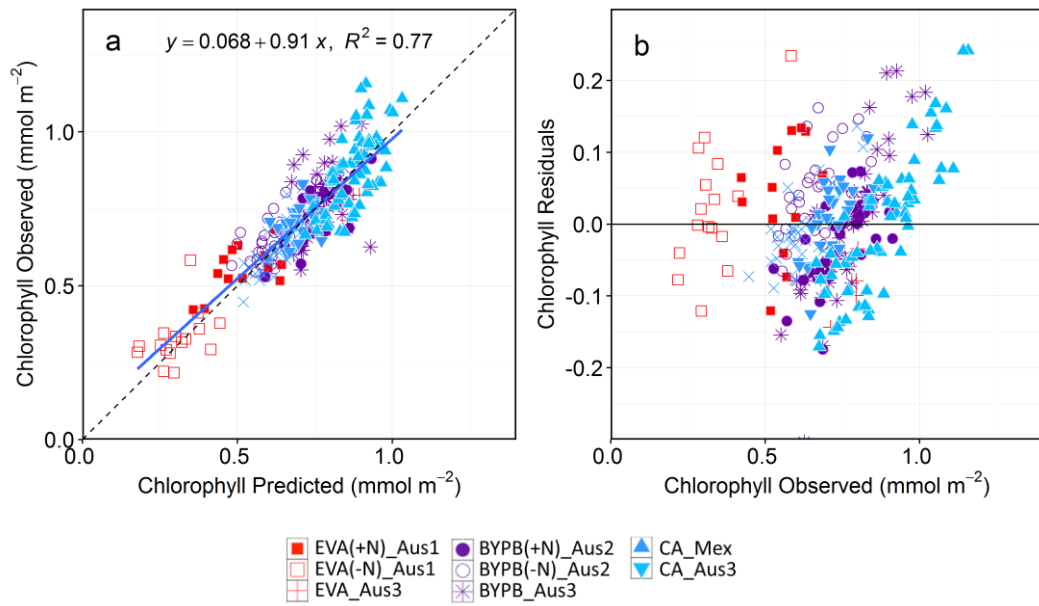 a
y = 0.068 + 0.91 x, R² = 0.77
Chlorophyll Observed (mmol m⁻²)
1.0
0.5
0.0
0.0 0.5 1.0
Chlorophyll Predicted (mmol m⁻²)
b
Chlorophyll Residuals
0.2
0.1
0.0
-0.1
-0.2
0.0 0.5 1.0
Chlorophyll Observed (mmol m⁻²)
EVA(+N)_Aus1
EVA(-N)_Aus1
EVA_Aus3
BYPB(+N)_Aus2
BYPB(-N)_Aus2
BYPB_Aus3
CA_Mex
CA_Aus3